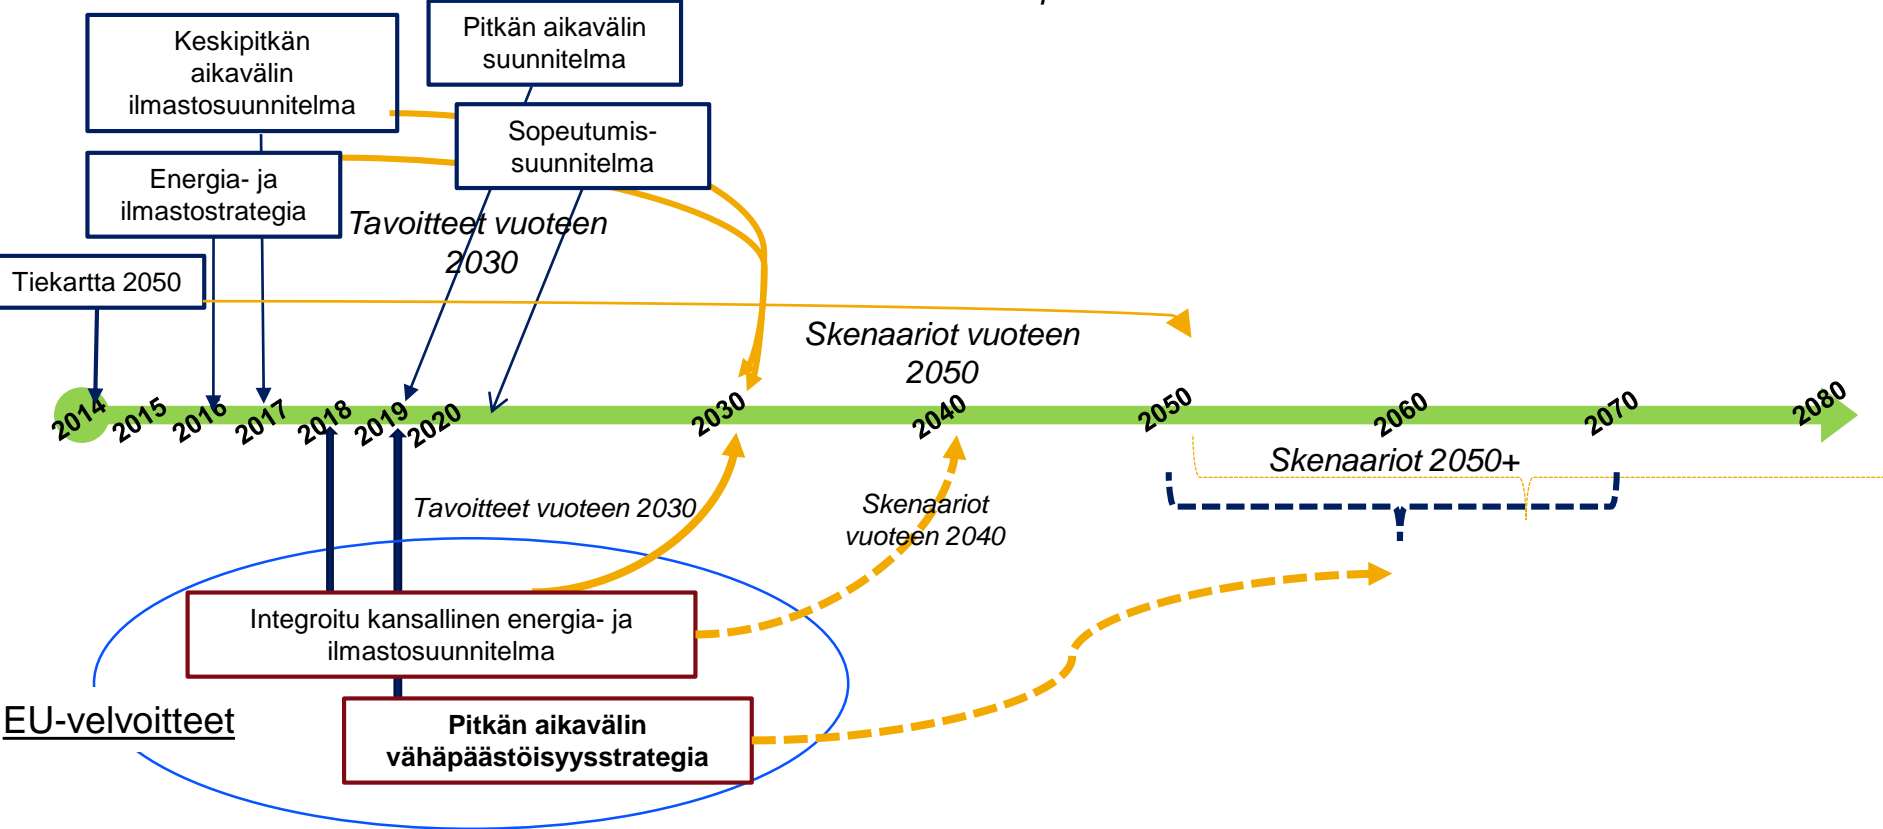 Keskipitkän
aikavälin
ilmastosuunnitelma
Pitkän aikavälin
suunnitelma
Sopeutumis-
suunnitelma
Energia- ja
ilmastostrategia
Tavoitteet vuoteen
2030
Tiekartta 2050
Skenaariot vuoteen
2050
2014
2015
2016
2017
2018
2019
2020
2030
2040
2050
2060
2070
2080
Skenaariot 2050+
Tavoitteet vuoteen 2030
Skenaariot
vuoteen 2040
Integroitu kansallinen energia- ja
ilmastosuunnitelma
EU-velvoitteet
Pitkän aikavälin
vähäpäästöisyysstrategia